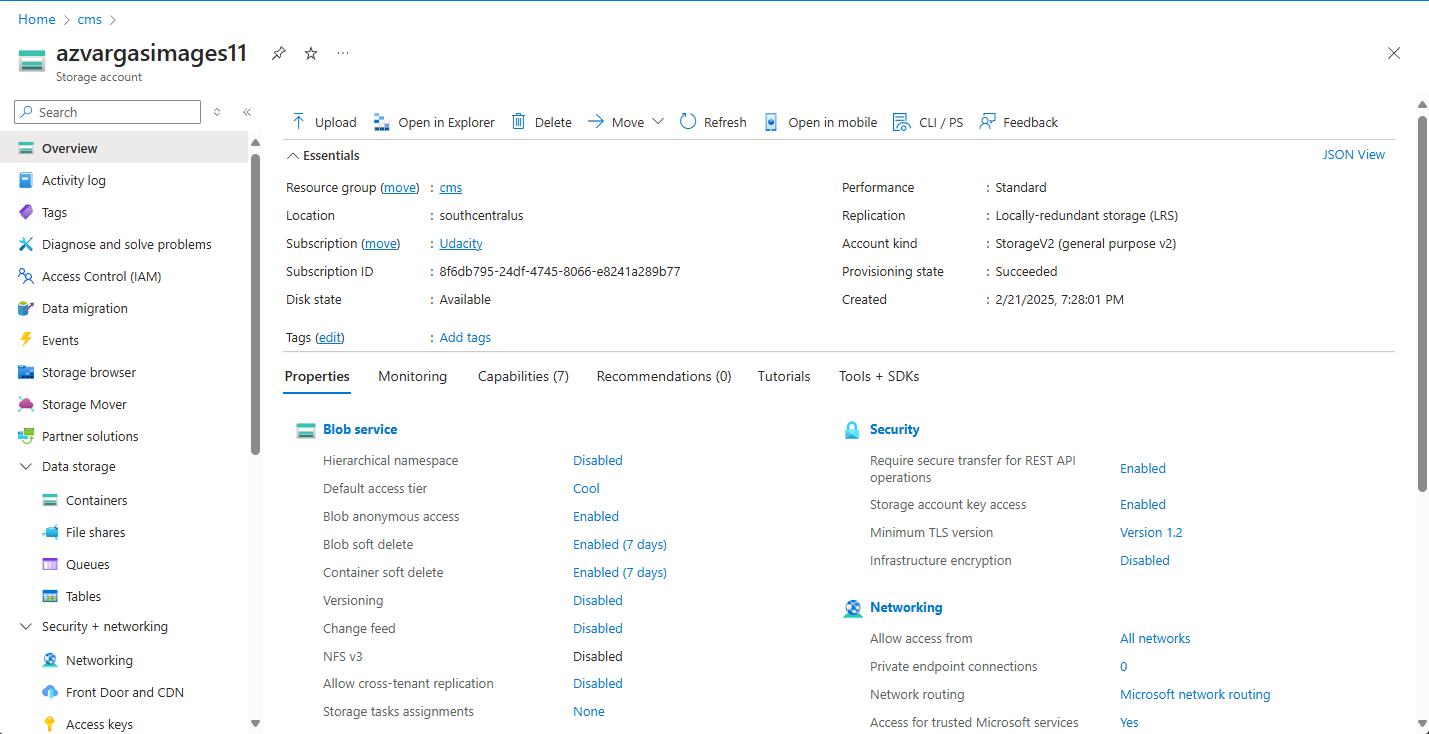 Home > cms >
azvargasimages11
Storage account
Search
Overview
Activity log
Tags
Diagnose and solve problems
Access Control (IAM)
Data migration
Events
Storage browser
Storage Mover
Partner solutions
Data storage
Containers
File shares
Queues
Tables
Security + networking
Networking
Front Door and CDN
Access keys
Upload Open in Explorer Delete Move Refresh Open in mobile CLI / PS Feedback
Essentials JSON View
Resource group (move) : cms
Location : southcentralus
Subscription (move) : Udacity
Subscription ID : 8f6db795-24df-4745-8066-e8241a289b77
Disk state : Available
Performance : Standard
Replication : Locally-redundant storage (LRS)
Account kind : StorageV2 (general purpose v2)
Provisioning state : Succeeded
Created : 2/21/2025, 7:28:01 PM
Tags (edit) : Add tags
Properties Monitoring Capabilities (7) Recommendations (0) Tutorials Tools + SDKs
Blob service
Hierarchical namespace Disabled
Default access tier Cool
Blob anonymous access Enabled
Blob soft delete Enabled (7 days)
Container soft delete Enabled (7 days)
Versioning Disabled
Change feed Disabled
NFS v3 Disabled
Allow cross-tenant replication Disabled
Storage tasks assignments None
Security
Require secure transfer for REST API
operations Enabled
Storage account key access Enabled
Minimum TLS version Version 1.2
Infrastructure encryption Disabled
Networking
Allow access from All networks
Private endpoint connections 0
Network routing Microsoft network routing
Access for trusted Microsoft services Yes